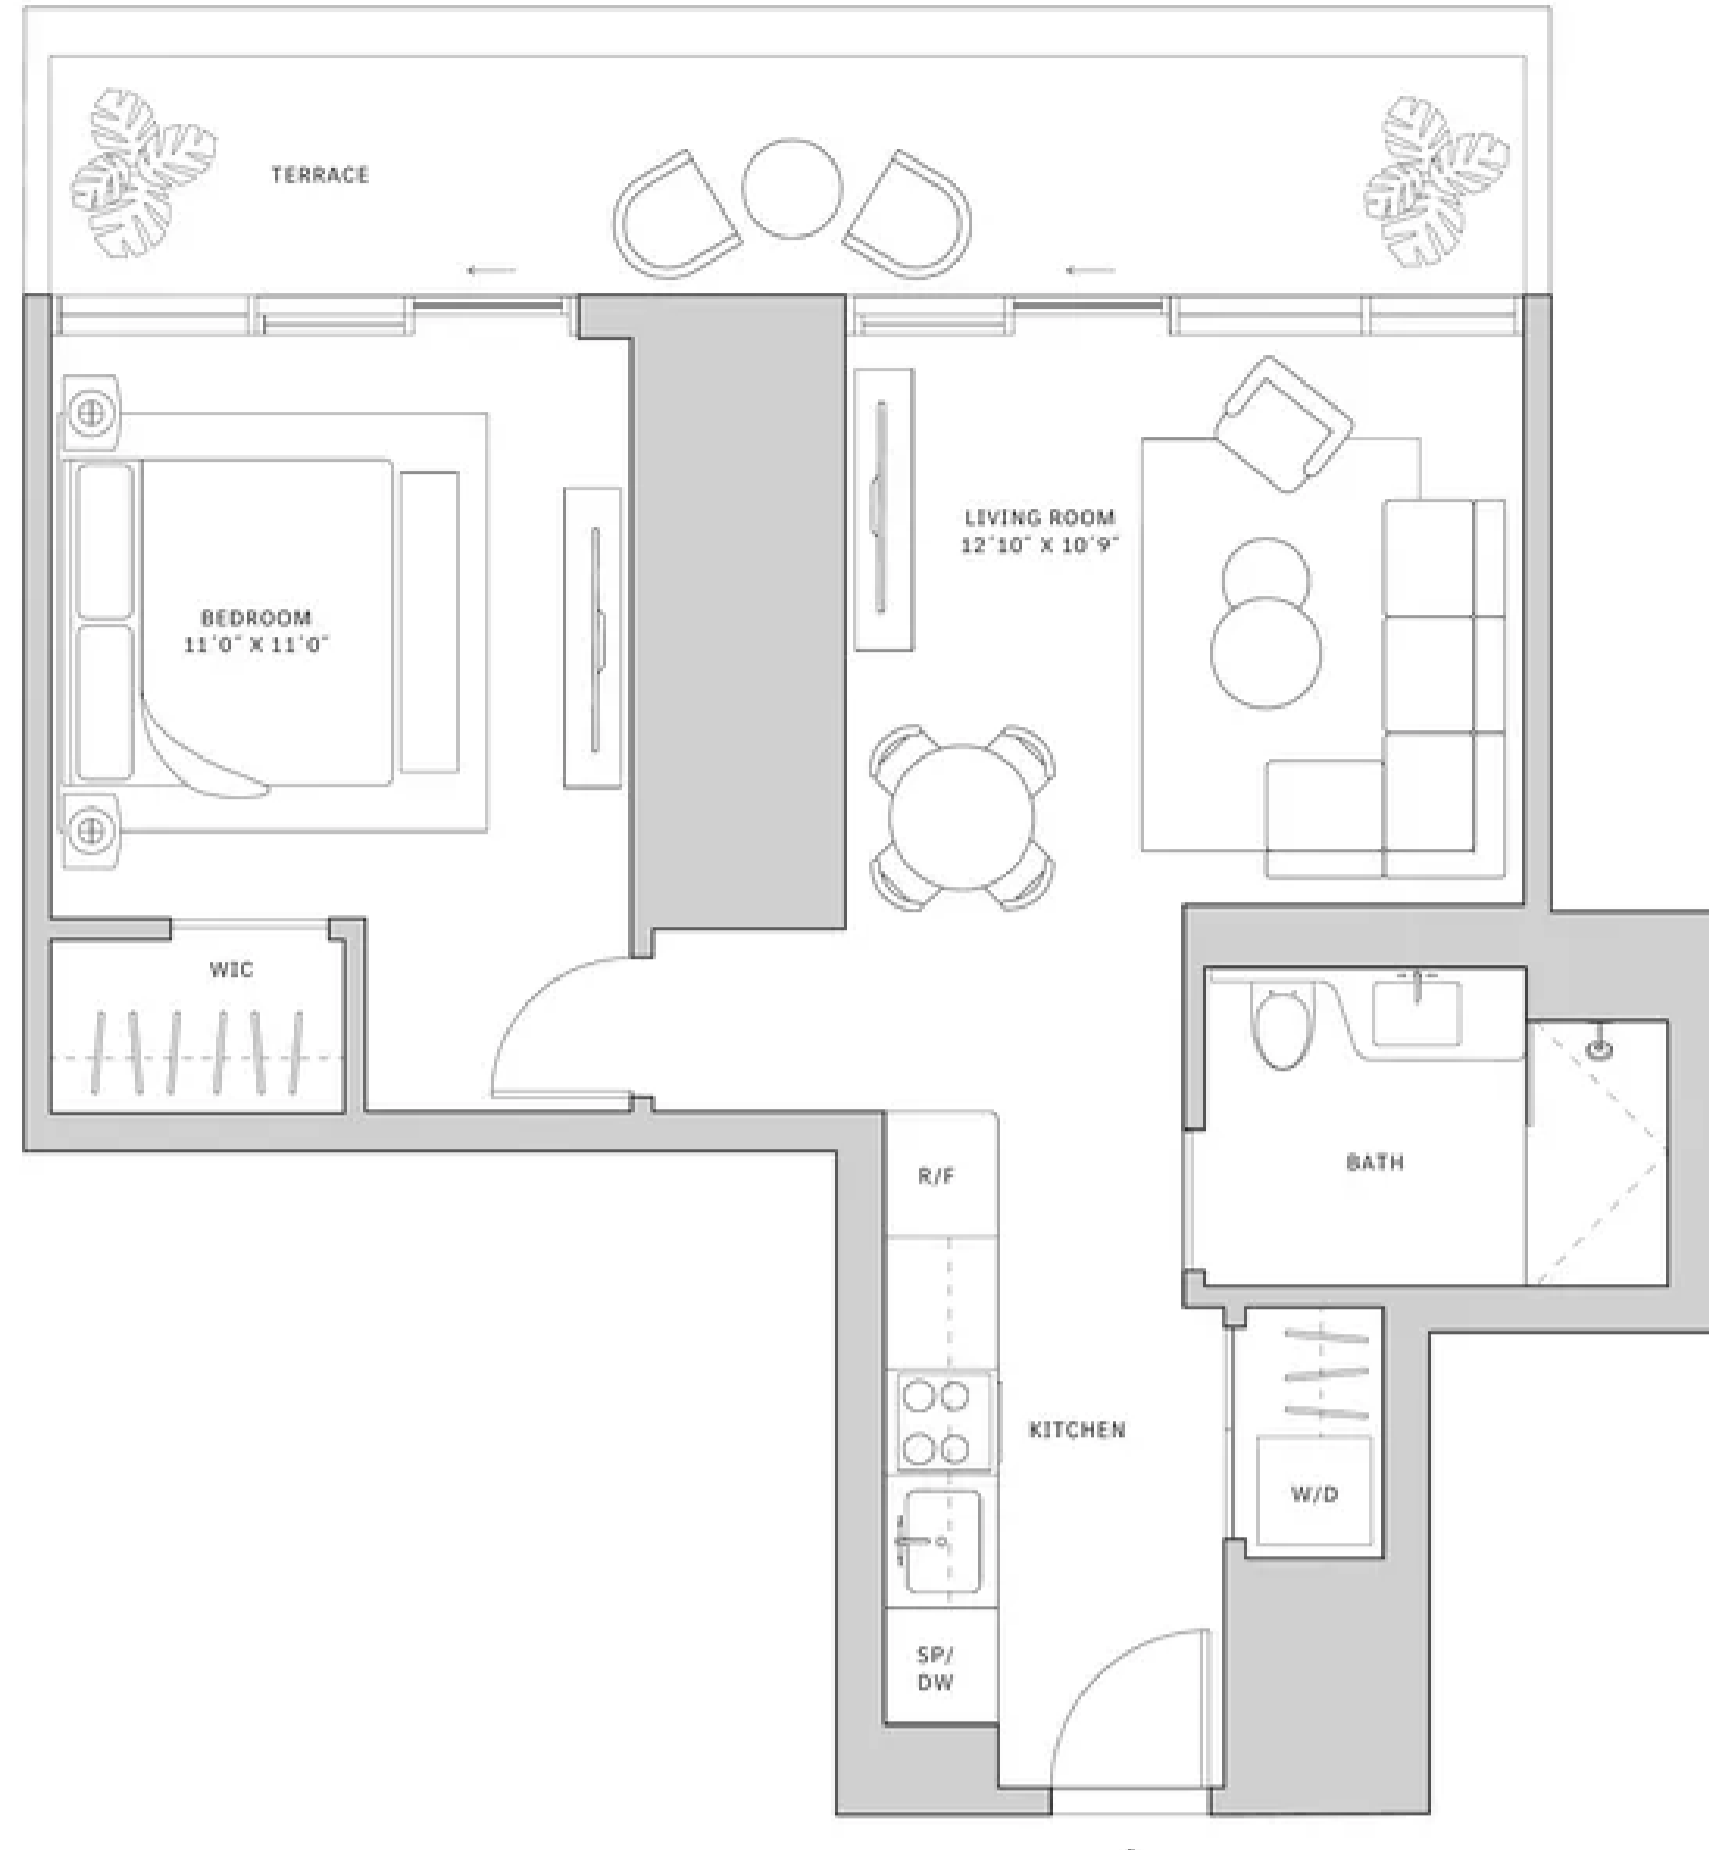 TERRACE
LIVING ROOM
12'10" X 10'9"
BEDROOM
11'0" X 11'0"
WIC
BATH
R/F
KITCHEN
W/D
SP/
DW